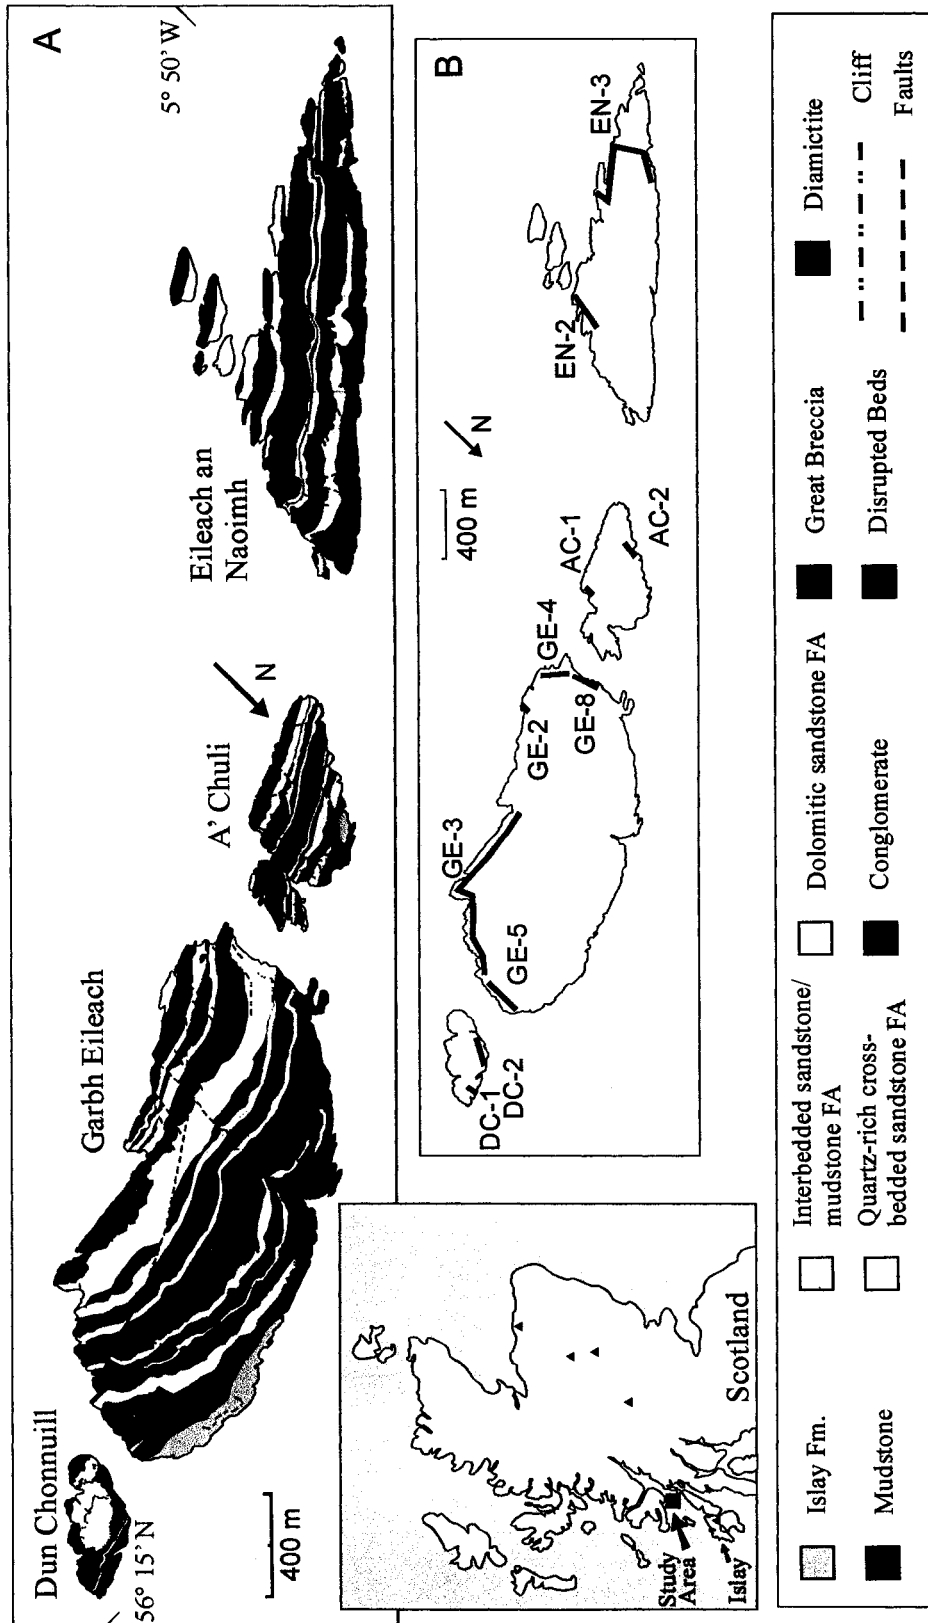 A
5° 50' W
Eileach an
Naoimh
N
A' Chuli
Garbh Eileach
Dun Chonnuill
56° 15' N
400 m
B
EN-3
EN-2
N
400 m
AC-1
AC-2
GE-4
GE-2
GE-8
GE-3
GE-5
DC-1
DC-2
Scotland
Study
Area
Islay
Islay Fm.
Interbedded sandstone/
mudstone FA
Dolomitic sandstone FA
Great Breccia
Diamictite
Mudstone
Quartz-rich cross-
bedded sandstone FA
Conglomerate
Disrupted Beds
Cliff
Faults